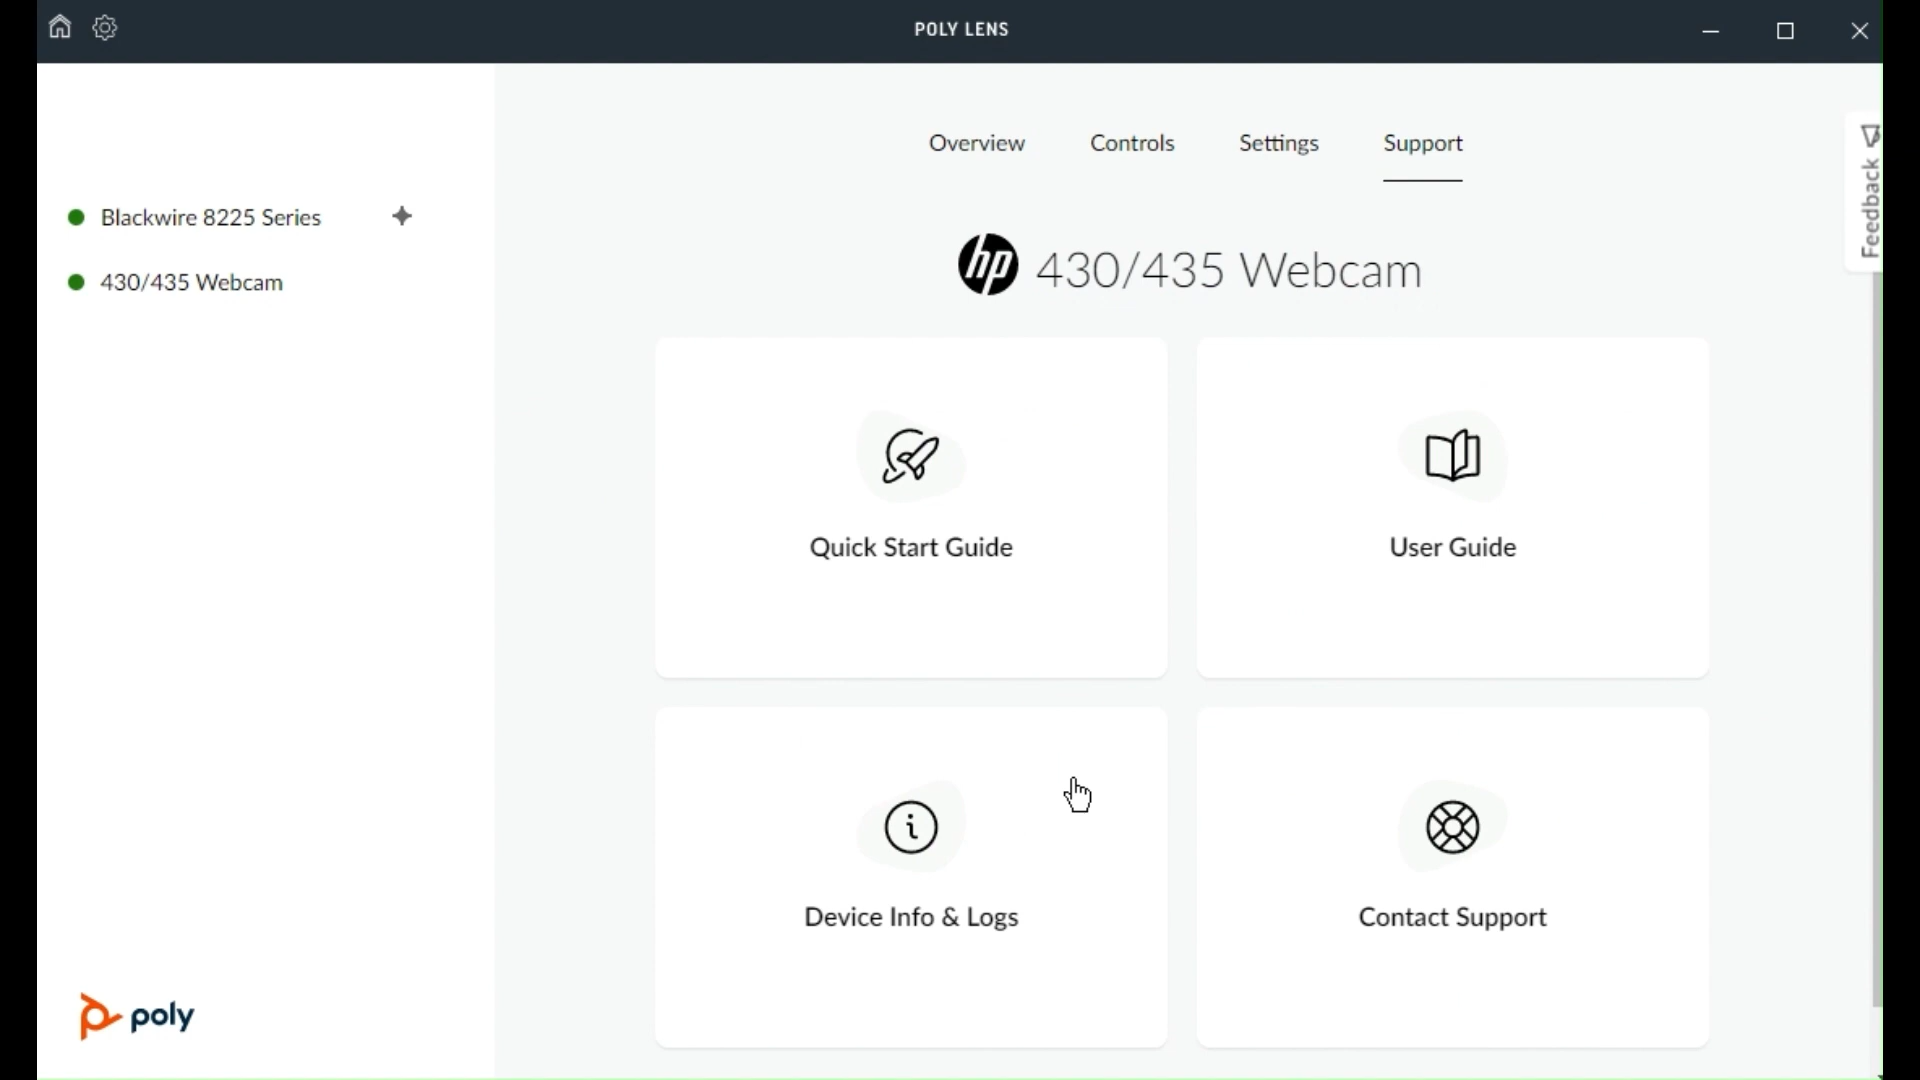 POLY LENS
Overview Controls Settings Support
Feedback
Blackwire 8225 Series
430/435 Webcam
hp 430/435 Webcam
Quick Start Guide
User Guide
Device Info & Logs
Contact Support
poly